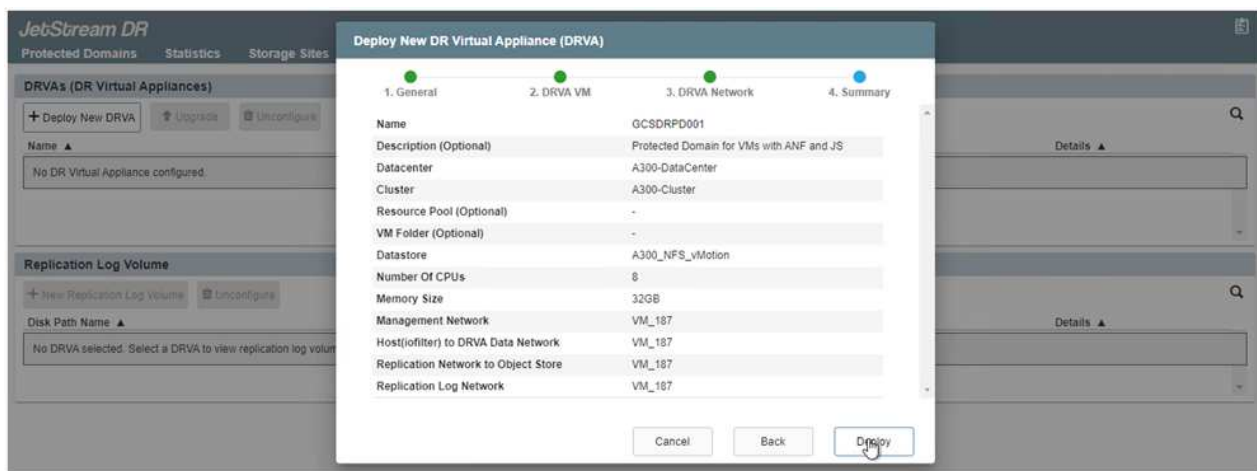 JetStream DR
Protected Domains Statistics Storage Sites
DRVAs (DR Virtual Appliances)
+ Deploy New DRVA Upgrade Unconfigure
Name ▲ Details ▲
No DR Virtual Appliance configured.
Replication Log Volume
+ New Replication Log Volume Unconfigure
Disk Path Name ▲ Details ▲
No DRVA selected. Select a DRVA to view replication log volum
Deploy New DR Virtual Appliance (DRVA)
1. General 2. DRVA VM 3. DRVA Network 4. Summary
Name GCSDRPD001
Description (Optional) Protected Domain for VMs with ANF and JS
Datacenter A300-DataCenter
Cluster A300-Cluster
Resource Pool (Optional) -
VM Folder (Optional) -
Datastore A300_NFS_vMotion
Number Of CPUs 8
Memory Size 32GB
Management Network VM_187
Host(iofilter) to DRVA Data Network VM_187
Replication Network to Object Store VM_187
Replication Log Network VM_187
Cancel Back Deploy